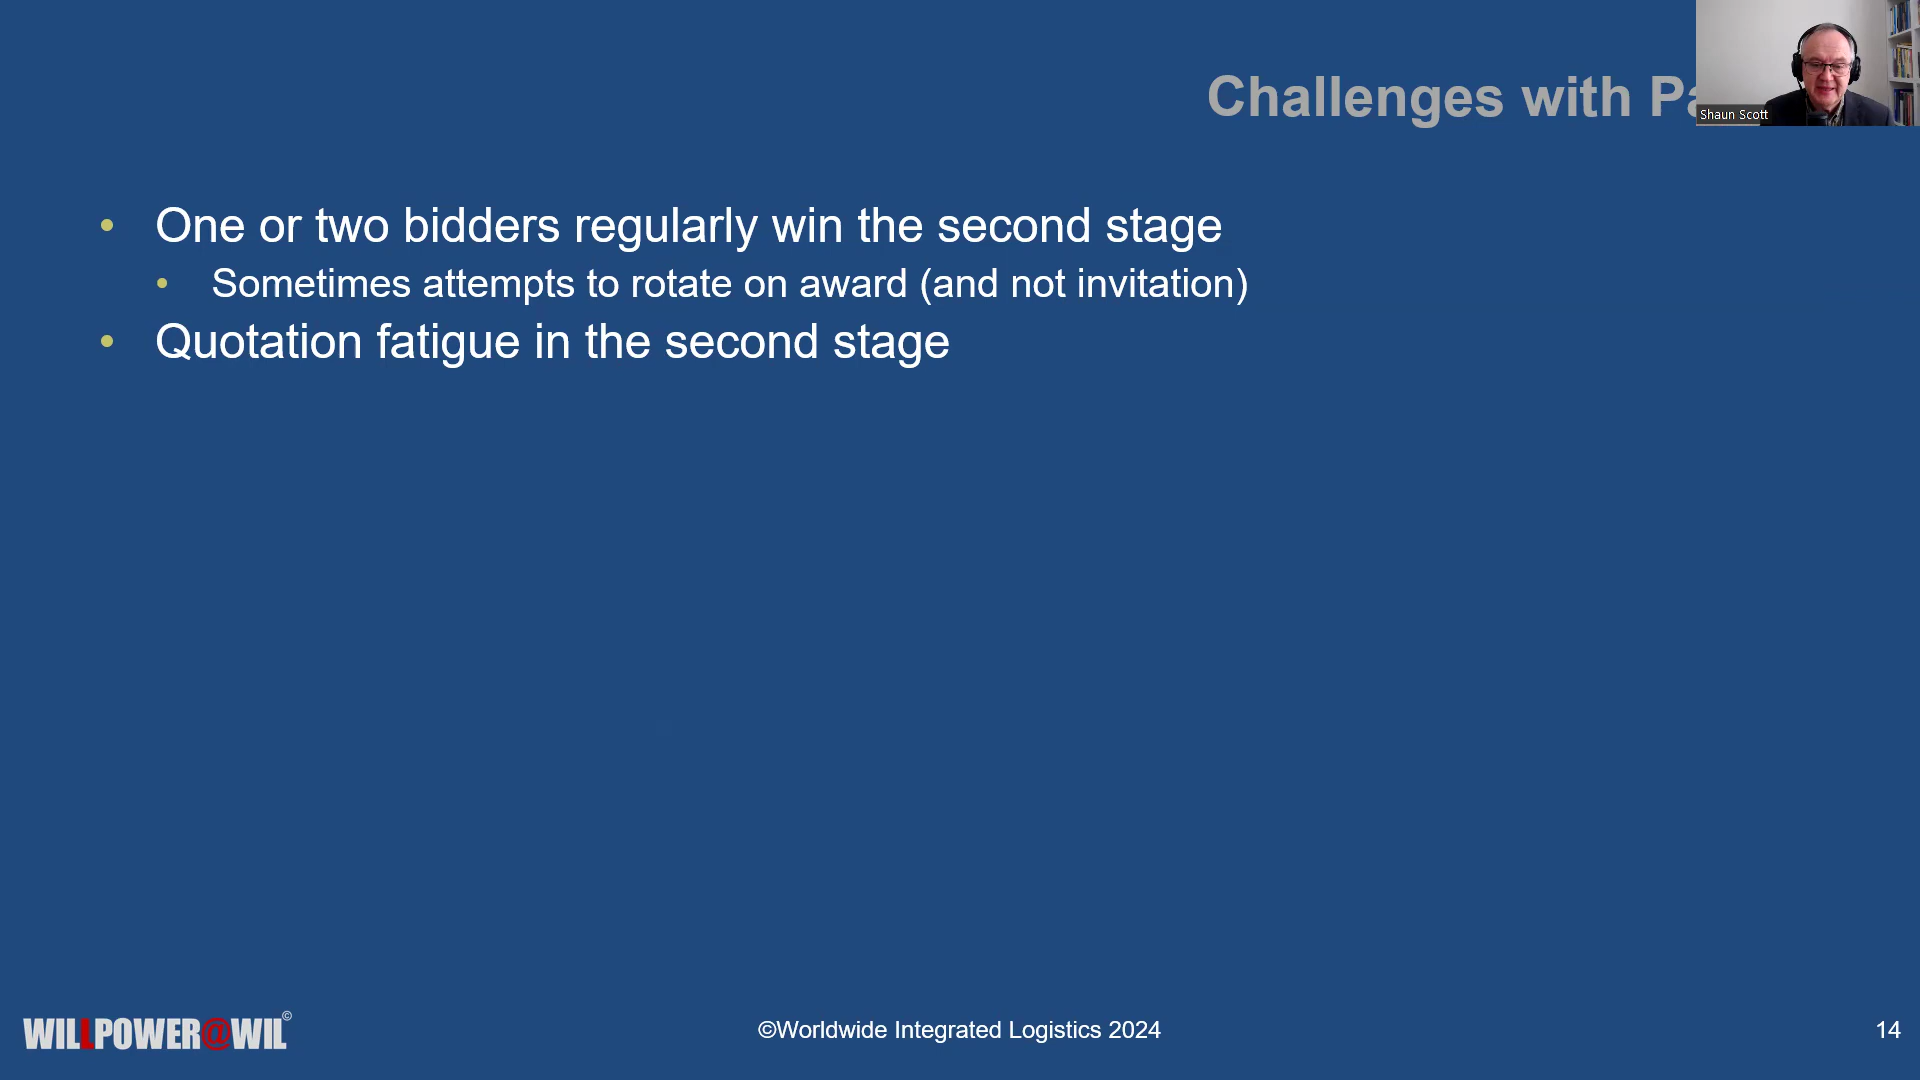 Challenges with Pa
Shaun Scott
• One or two bidders regularly win the second stage
• Sometimes attempts to rotate on award (and not invitation)
• Quotation fatigue in the second stage
WILLPOWER@WIL©
©Worldwide Integrated Logistics 2024
14